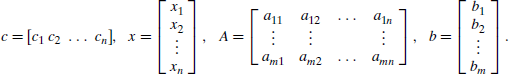 c = [c₁ c₂ … cₙ], x = [x₁ x₂ ⋮ xₙ], A = [a₁₁ a₁₂ … a₁ₙ ⋮ ⋮ ⋮ aₘ₁ aₘ₂ … aₘₙ], b = [b₁ b₂ ⋮ bₘ].